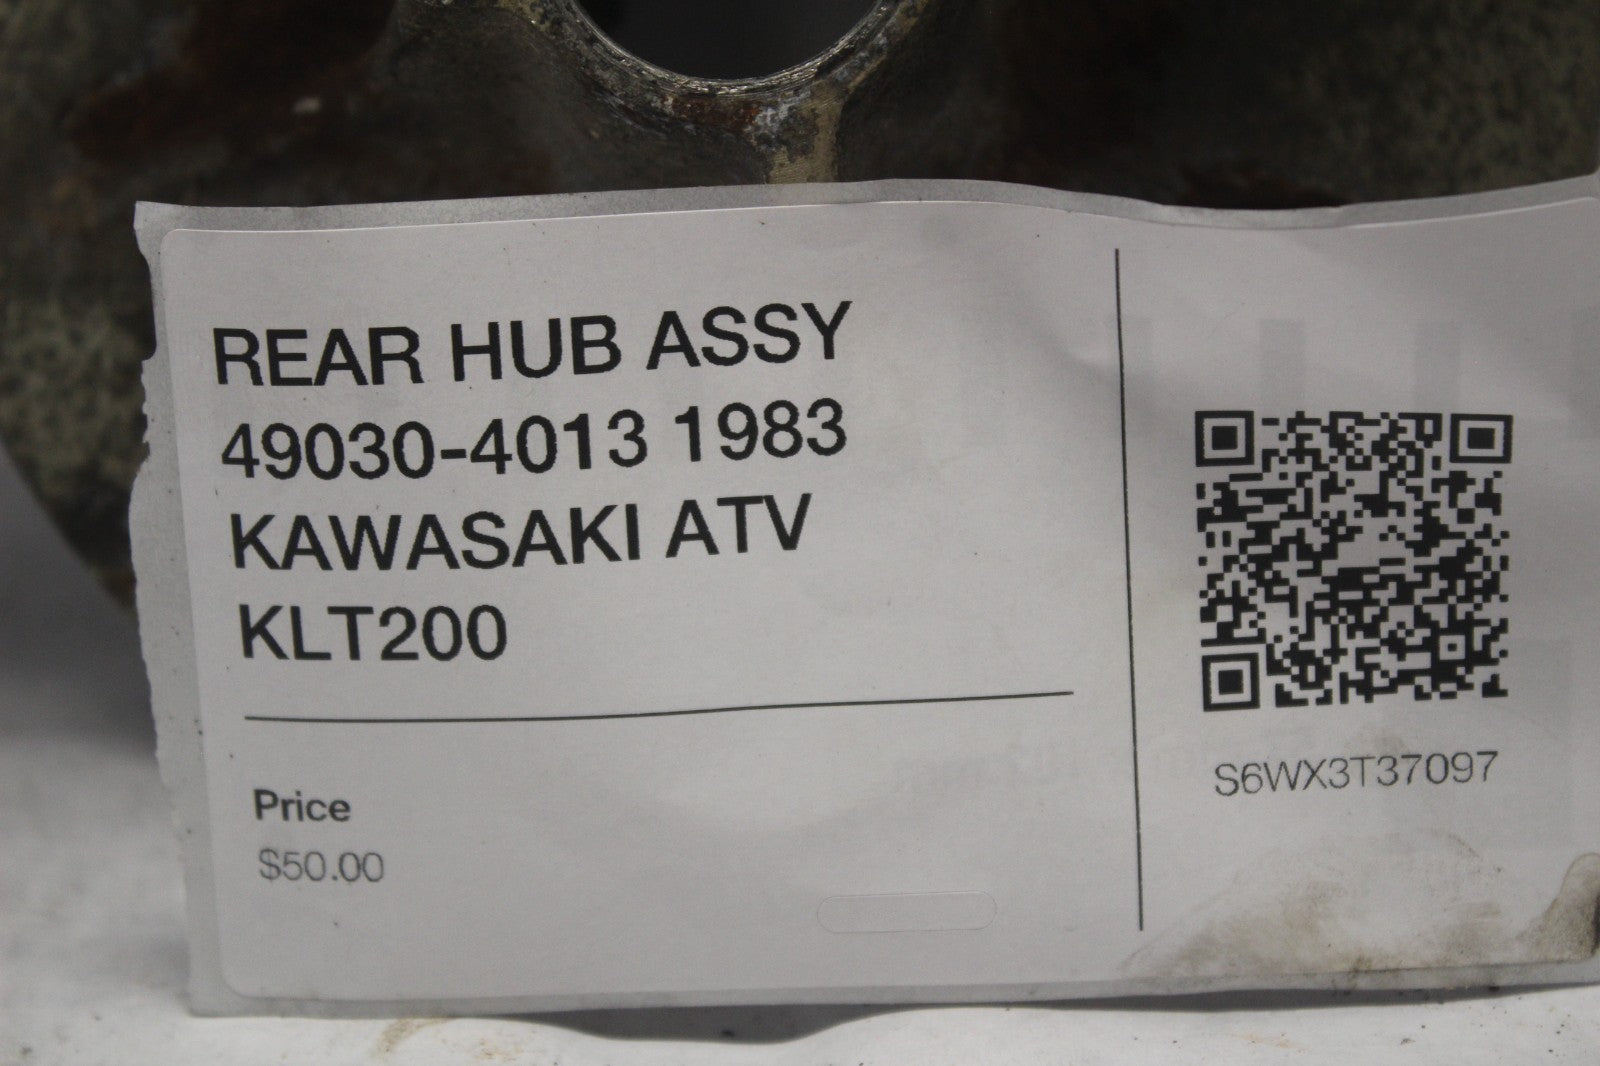 REAR HUB ASSY
49030-4013 1983
KAWASAKI ATV
KLT200
Price
$50.00
S6WX3T37097